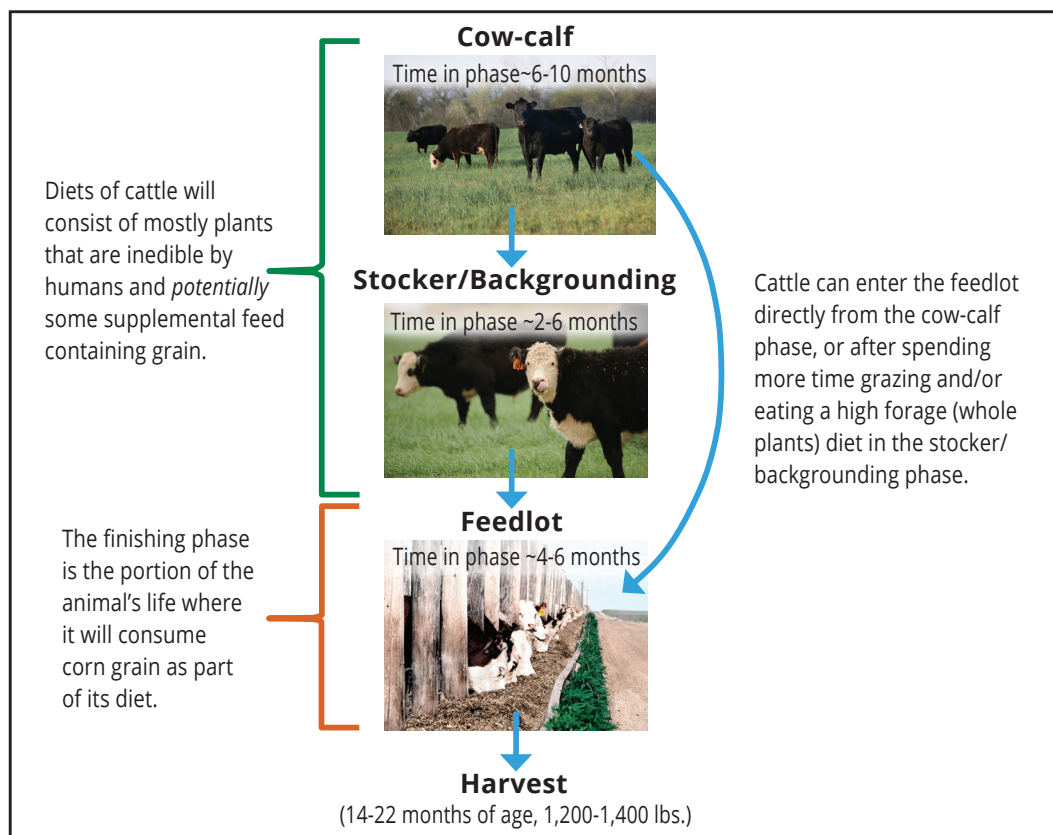 Cow-calf
Time in phase~6-10 months
Diets of cattle will
consist of mostly plants
that are inedible by
humans and potentially
some supplemental feed
containing grain.
Stocker/Backgrounding
Time in phase ~2-6 months
Cattle can enter the feedlot
directly from the cow-calf
phase, or after spending
more time grazing and/or
eating a high forage (whole
plants) diet in the stocker/
backgrounding phase.
Feedlot
Time in phase ~4-6 months
The finishing phase
is the portion of the
animal’s life where
it will consume
corn grain as part
of its diet.
Harvest
(14-22 months of age, 1,200-1,400 lbs.)